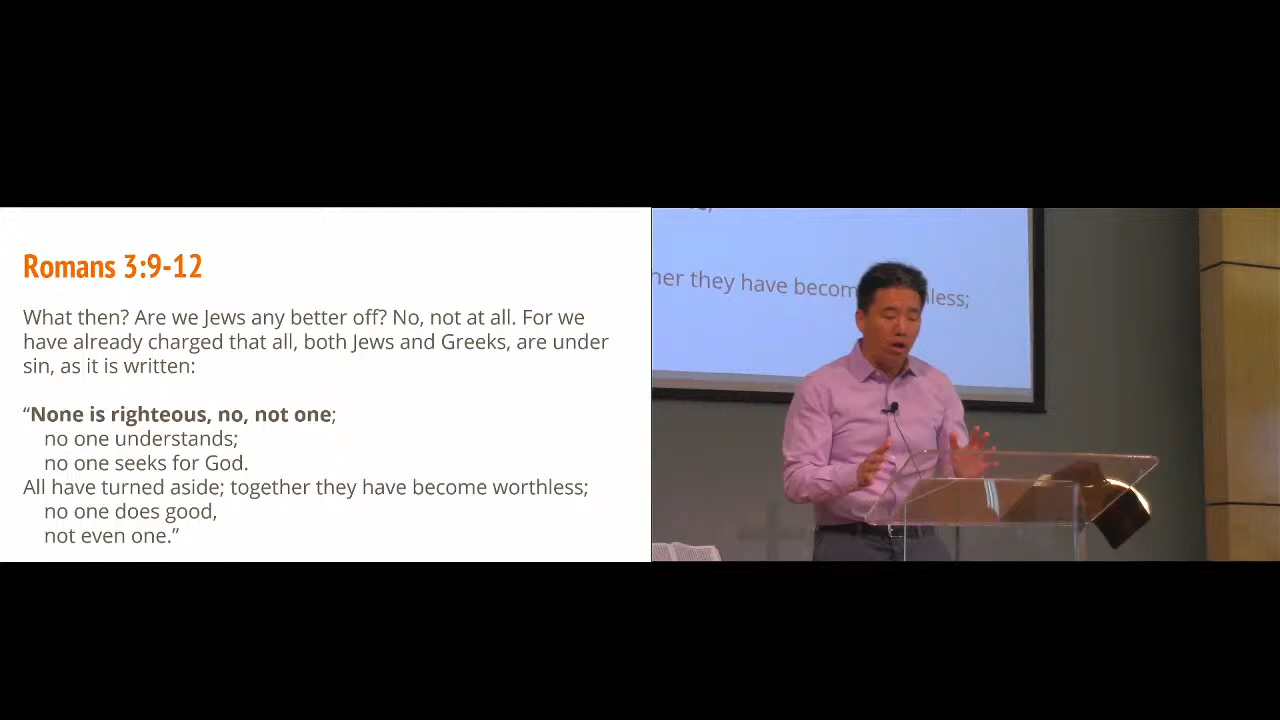 Romans 3:9-12
What then? Are we Jews any better off? No, not at all. For we
have already charged that all, both Jews and Greeks, are under
sin, as it is written:
“None is righteous, no, not one;
no one understands;
no one seeks for God.
All have turned aside; together they have become worthless;
no one does good,
not even one.”
they have